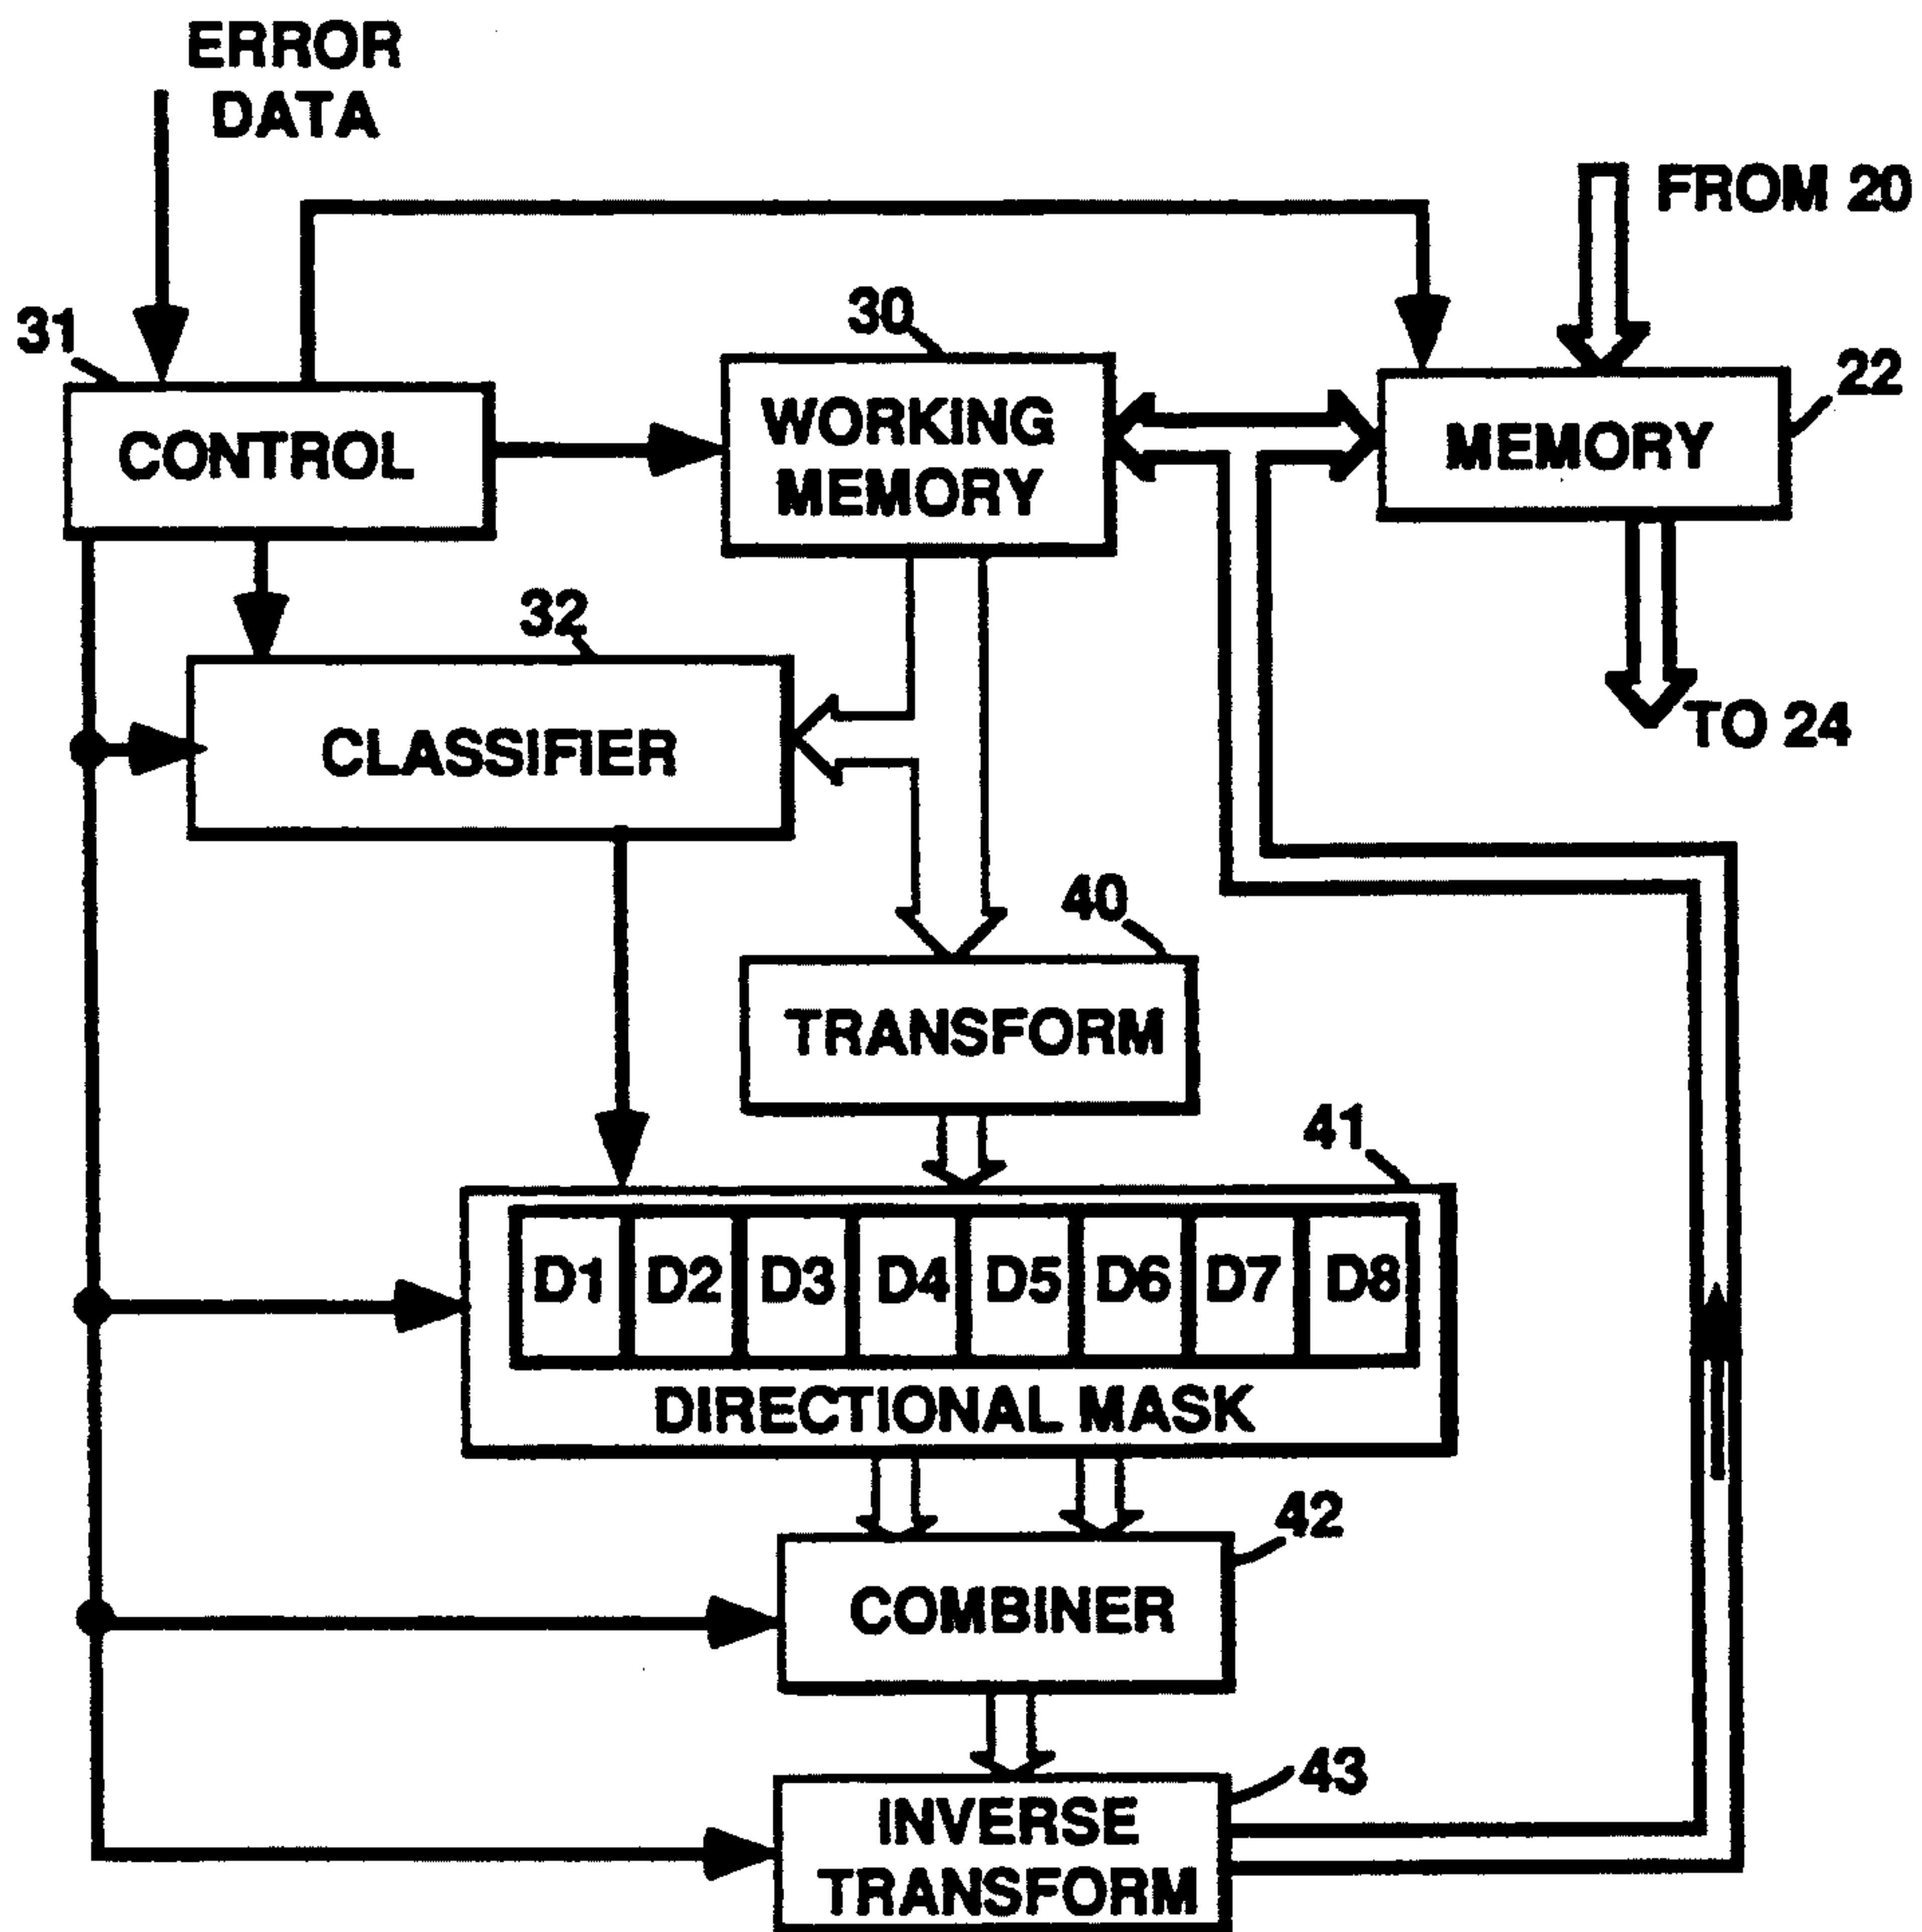 ERROR
DATA
FROM 20
31
30
22
CONTROL
WORKING
MEMORY
MEMORY
32
TO 24
CLASSIFIER
40
TRANSFORM
41
D1 D2 D3 D4 D5 D6 D7 D8
DIRECTIONAL MASK
42
COMBINER
43
INVERSE
TRANSFORM